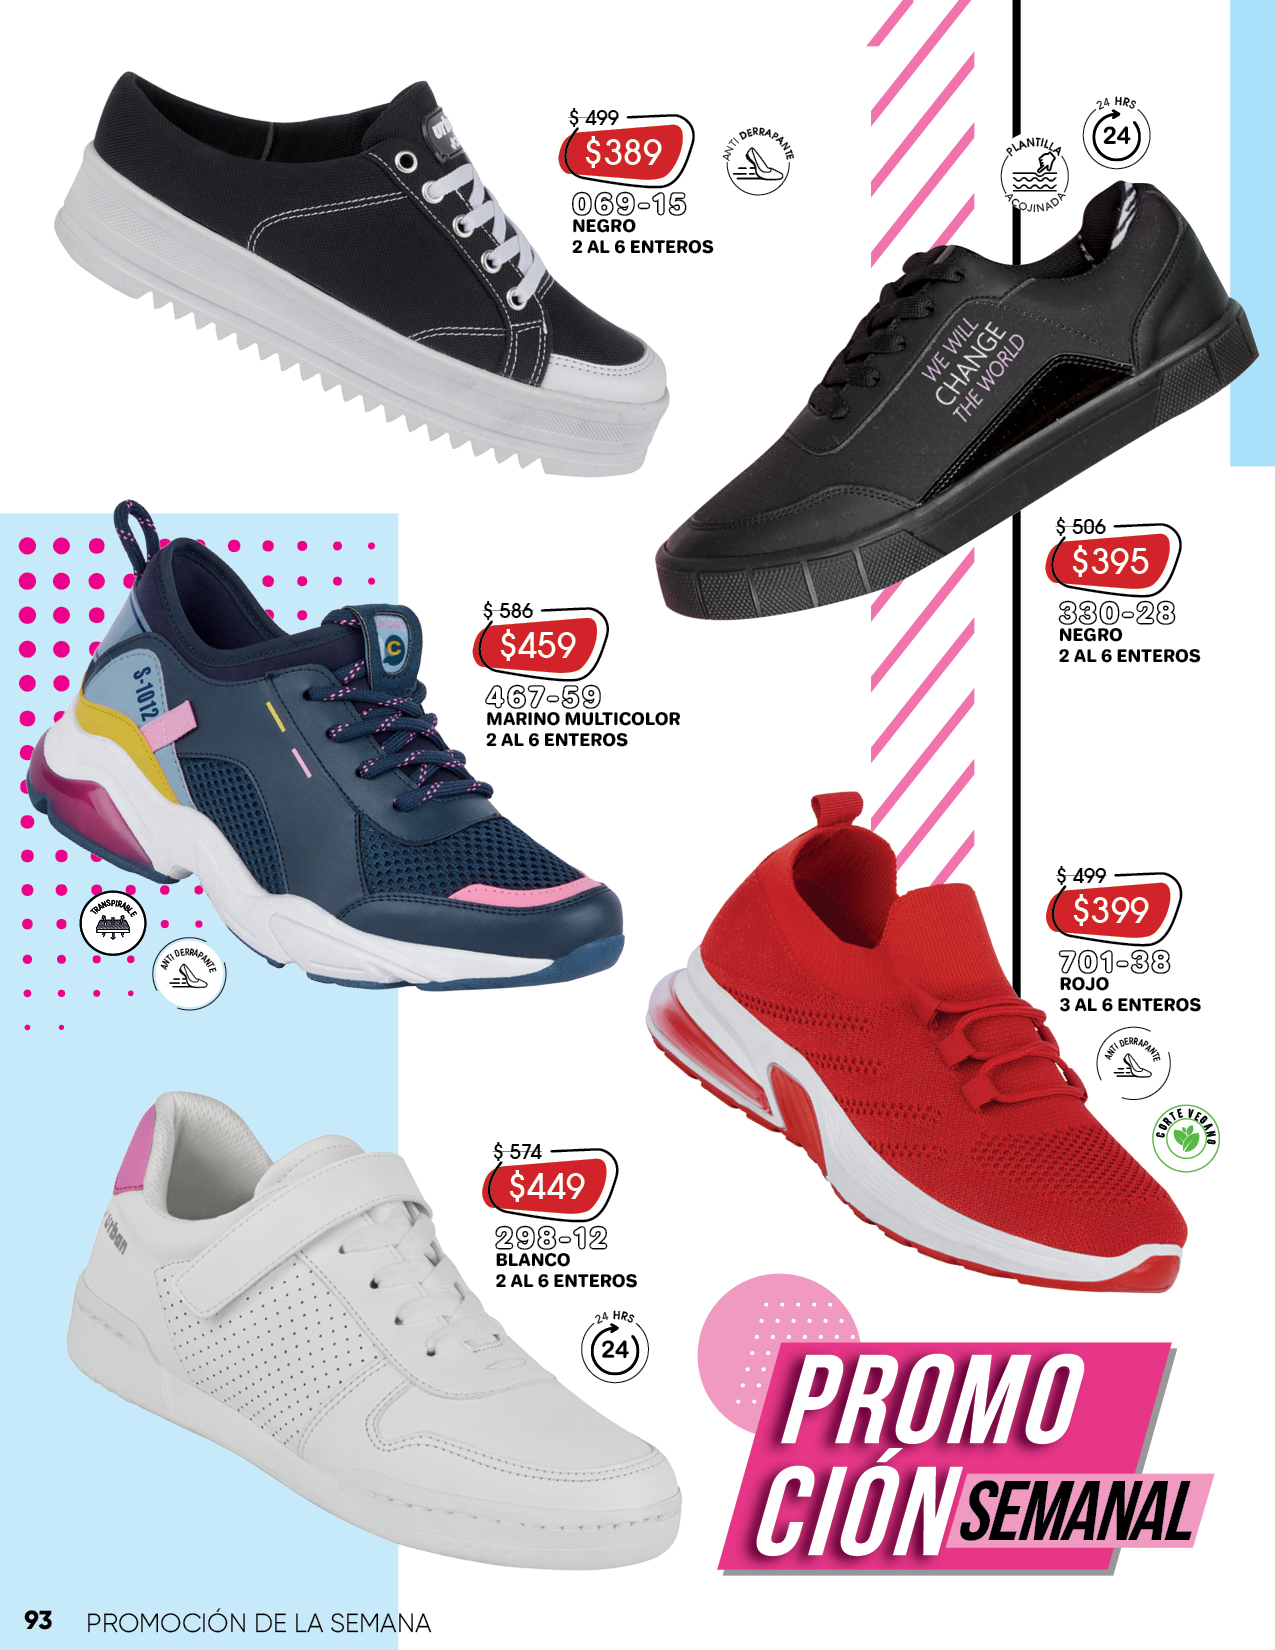 $ 499
$389
069-15
NEGRO
2 AL 6 ENTEROS
ANTI DERRAPANTE
PLANTILLA
ACOJINADA
24 HRS
24
WE WILL
CHANGE
THE WORLD
$ 506
$395
330-28
NEGRO
2 AL 6 ENTEROS
S-1012
C
$ 586
$459
467-59
MARINO MULTICOLOR
2 AL 6 ENTEROS
TRANSPIRABLE
ANTI DERRAPANTE
$ 499
$399
701-38
ROJO
3 AL 6 ENTEROS
ANTI DERRAPANTE
CORTE VEGANO
Urban
$ 574
$449
298-12
BLANCO
2 AL 6 ENTEROS
24 HRS
24
PROMO
CIÓN
SEMANAL
93 PROMOCIÓN DE LA SEMANA